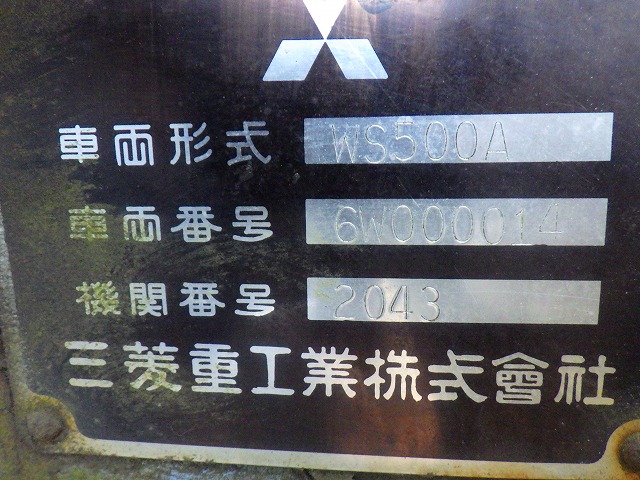 車両形式 WS500A
車両番号 6W000014
機関番号 2043
三菱重工業株式會社